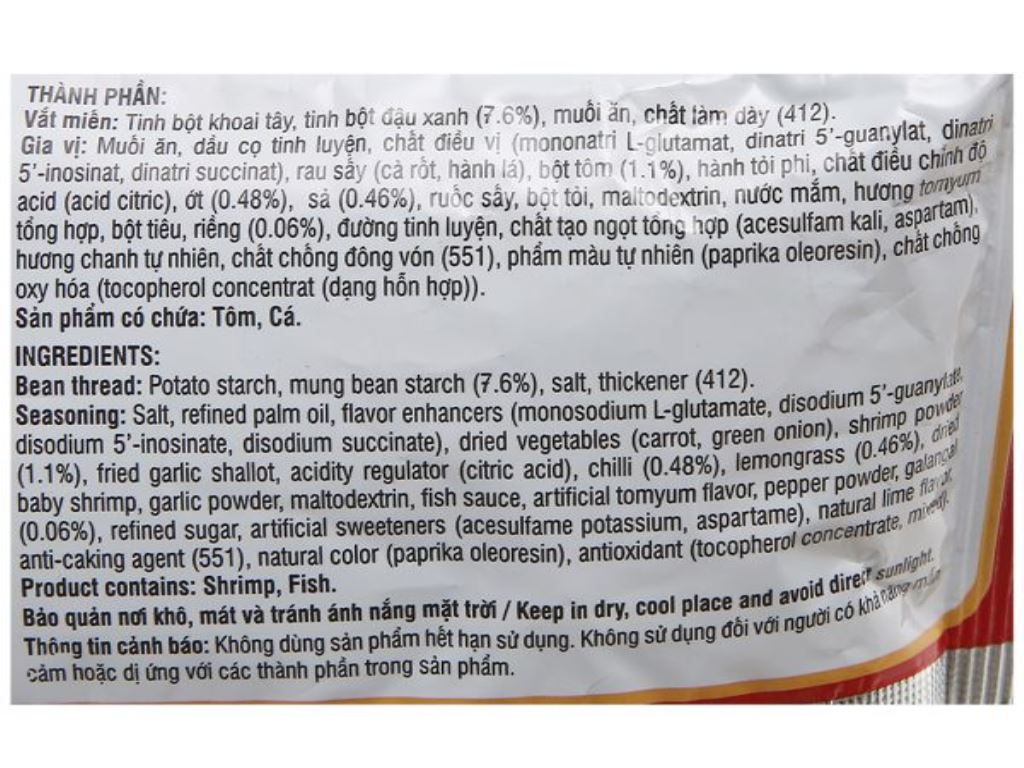 THÀNH PHẦN:
Vắt miến: Tinh bột khoai tây, tinh bột đậu xanh (7.6%), muối ăn, chất làm dày (412).
Gia vị: Muối ăn, dầu cọ tinh luyện, chất điều vị (mononatri L-glutamat, dinatri 5'-guanylat, dinatri
5'-inosinat, dinatri succinat), rau sấy (cà rốt, hành lá), bột tôm (1.1%), hành tỏi phi, chất điều chỉnh độ
acid (acid citric), ớt (0.48%), sả (0.46%), ruốc sấy, bột tỏi, maltodextrin, nước mắm, hương tomyum
tổng hợp, bột tiêu, riềng (0.06%), đường tinh luyện, chất tạo ngọt tổng hợp (acesulfam kali, aspartam),
hương chanh tự nhiên, chất chống đông vón (551), phẩm màu tự nhiên (paprika oleoresin), chất chống
oxy hóa (tocopherol concentrat (dạng hỗn hợp)).
Sản phẩm có chứa: Tôm, Cá.
INGREDIENTS:
Bean thread: Potato starch, mung bean starch (7.6%), salt, thickener (412).
Seasoning: Salt, refined palm oil, flavor enhancers (monosodium L-glutamate, disodium 5'-guanylate,
disodium 5'-inosinate, disodium succinate), dried vegetables (carrot, green onion), shrimp powder
(1.1%), fried garlic shallot, acidity regulator (citric acid), chilli (0.48%), lemongrass (0.46%), dried
baby shrimp, garlic powder, maltodextrin, fish sauce, artificial tomyum flavor, pepper powder, galangal
(0.06%), refined sugar, artificial sweeteners (acesulfame potassium, aspartame), natural lime flavor,
anti-caking agent (551), natural color (paprika oleoresin), antioxidant (tocopherol concentrate, mixed).
Product contains: Shrimp, Fish.
Bảo quản nơi khô, mát và tránh ánh nắng mặt trời / Keep in dry, cool place and avoid direct sunlight.
Thông tin cảnh báo: Không dùng sản phẩm hết hạn sử dụng. Không sử dụng đối với người có khả năng mẫn
cảm hoặc dị ứng với các thành phần trong sản phẩm.